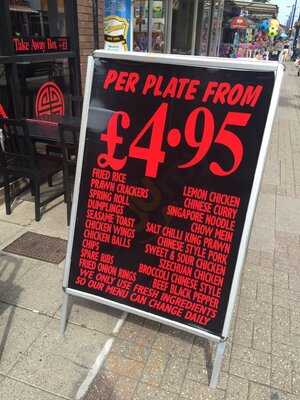 Take Away Box - £1
PER PLATE FROM
£4.95
FRIED RICE
PRAWN CRACKERS
SPRING ROLL
DUMPLINGS
SEASAME TOAST
CHICKEN WINGS
CHICKEN BALLS
CHIPS
SPARE RIBS
FRIED ONION RINGS
LEMON CHICKEN
CHINESE CURRY
SINGAPORE NOODLE
CHOW MEIN
SALT CHILLI KING PRAWN
CHINESE STYLE PORK
SWEET & SOUR CHICKEN
SZECHUAN CHICKEN
BROCOLLI CHINESE STYLE
BEEF BLACK PEPPER
WE ONLY USE FRESH INGREDIENTS
SO OUR MENU CAN CHANGE DAILY